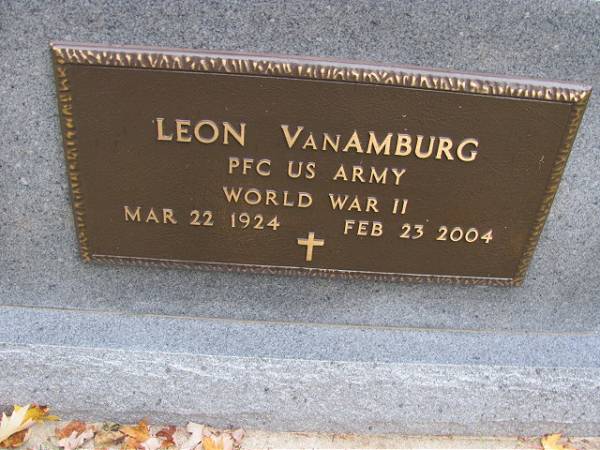 LEON VanAMBURG
PFC US ARMY
WORLD WAR II
MAR 22 1924 FEB 23 2004